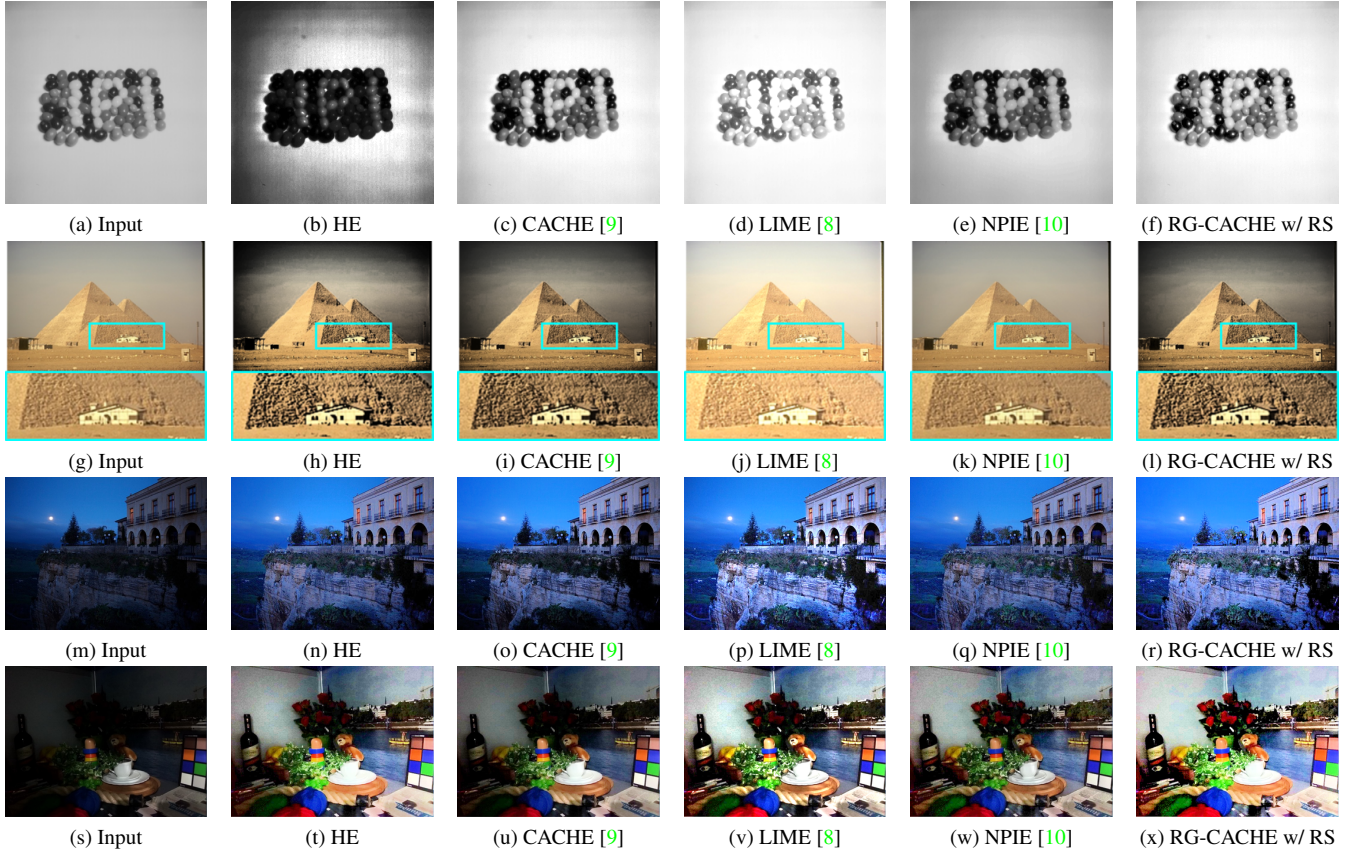 (a) Input
(b) HE
(c) CACHE [9]
(d) LIME [8]
(e) NPIE [10]
(f) RG-CACHE w/ RS
(g) Input
(h) HE
(i) CACHE [9]
(j) LIME [8]
(k) NPIE [10]
(l) RG-CACHE w/ RS
(m) Input
(n) HE
(o) CACHE [9]
(p) LIME [8]
(q) NPIE [10]
(r) RG-CACHE w/ RS
(s) Input
(t) HE
(u) CACHE [9]
(v) LIME [8]
(w) NPIE [10]
(x) RG-CACHE w/ RS